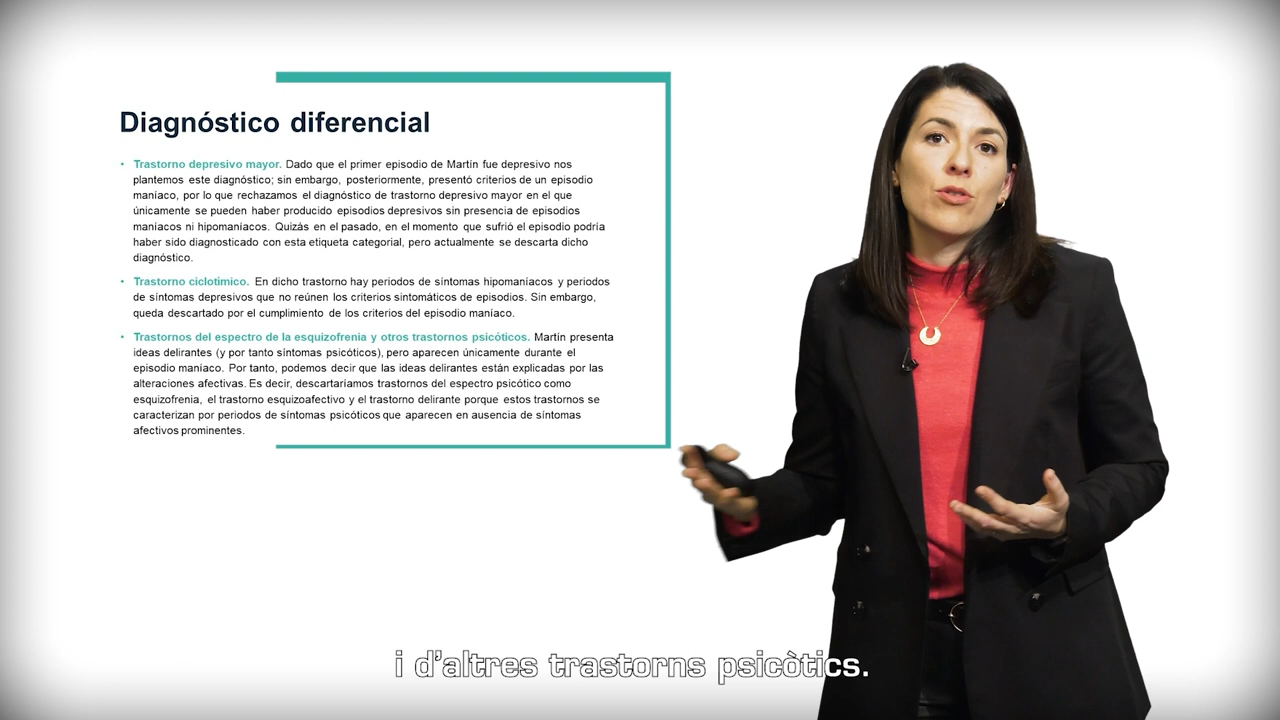 Diagnóstico diferencial
• Trastorno depresivo mayor. Dado que el primer episodio de Martín fue depresivo nos
plantemos este diagnóstico; sin embargo, posteriormente, presentó criterios de un episodio
maníaco, por lo que rechazamos el diagnóstico de trastorno depresivo mayor en el que
únicamente se pueden haber producido episodios depresivos sin presencia de episodios
maníacos ni hipomaníacos. Quizás en el pasado, en el momento que sufrió el episodio podría
haber sido diagnosticado con esta etiqueta categorial, pero actualmente se descarta dicho
diagnóstico.
• Trastorno ciclotímico. En dicho trastorno hay periodos de síntomas hipomaníacos y periodos
de síntomas depresivos que no reúnen los criterios sintomáticos de episodios. Sin embargo,
queda descartado por el cumplimiento de los criterios del episodio maníaco.
• Trastornos del espectro de la esquizofrenia y otros trastornos psicóticos. Martín presenta
ideas delirantes (y por tanto síntomas psicóticos), pero aparecen únicamente durante el
episodio maníaco. Por tanto, podemos decir que las ideas delirantes están explicadas por las
alteraciones afectivas. Es decir, descartaríamos trastornos del espectro psicótico como
esquizofrenia, el trastorno esquizoafectivo y el trastorno delirante porque estos trastornos se
caracterizan por periodos de síntomas psicóticos que aparecen en ausencia de síntomas
afectivos prominentes.
i d'altres trastorns psicòtics.